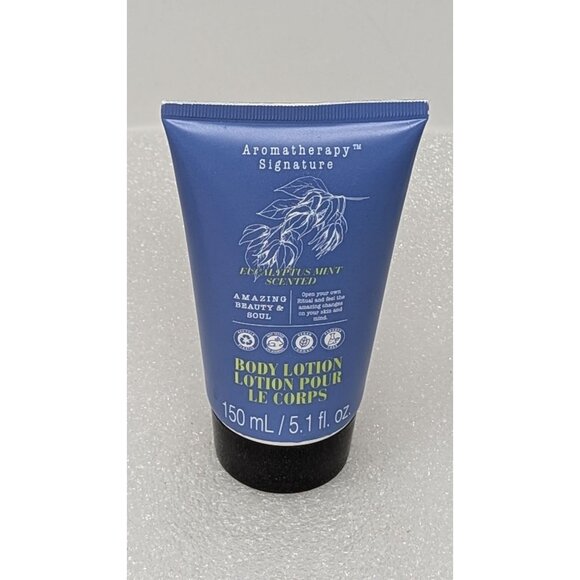 Aromatherapy™
Signature
EUCALYPTUS MINT
SCENTED
AMAZING
BEAUTY &
SOUL
Open your own
Ritual and feel the
amazing changes
on your skin and
mind.
BODY LOTION
LOTION POUR
LE CORPS
150 mL / 5.1 fl. oz.